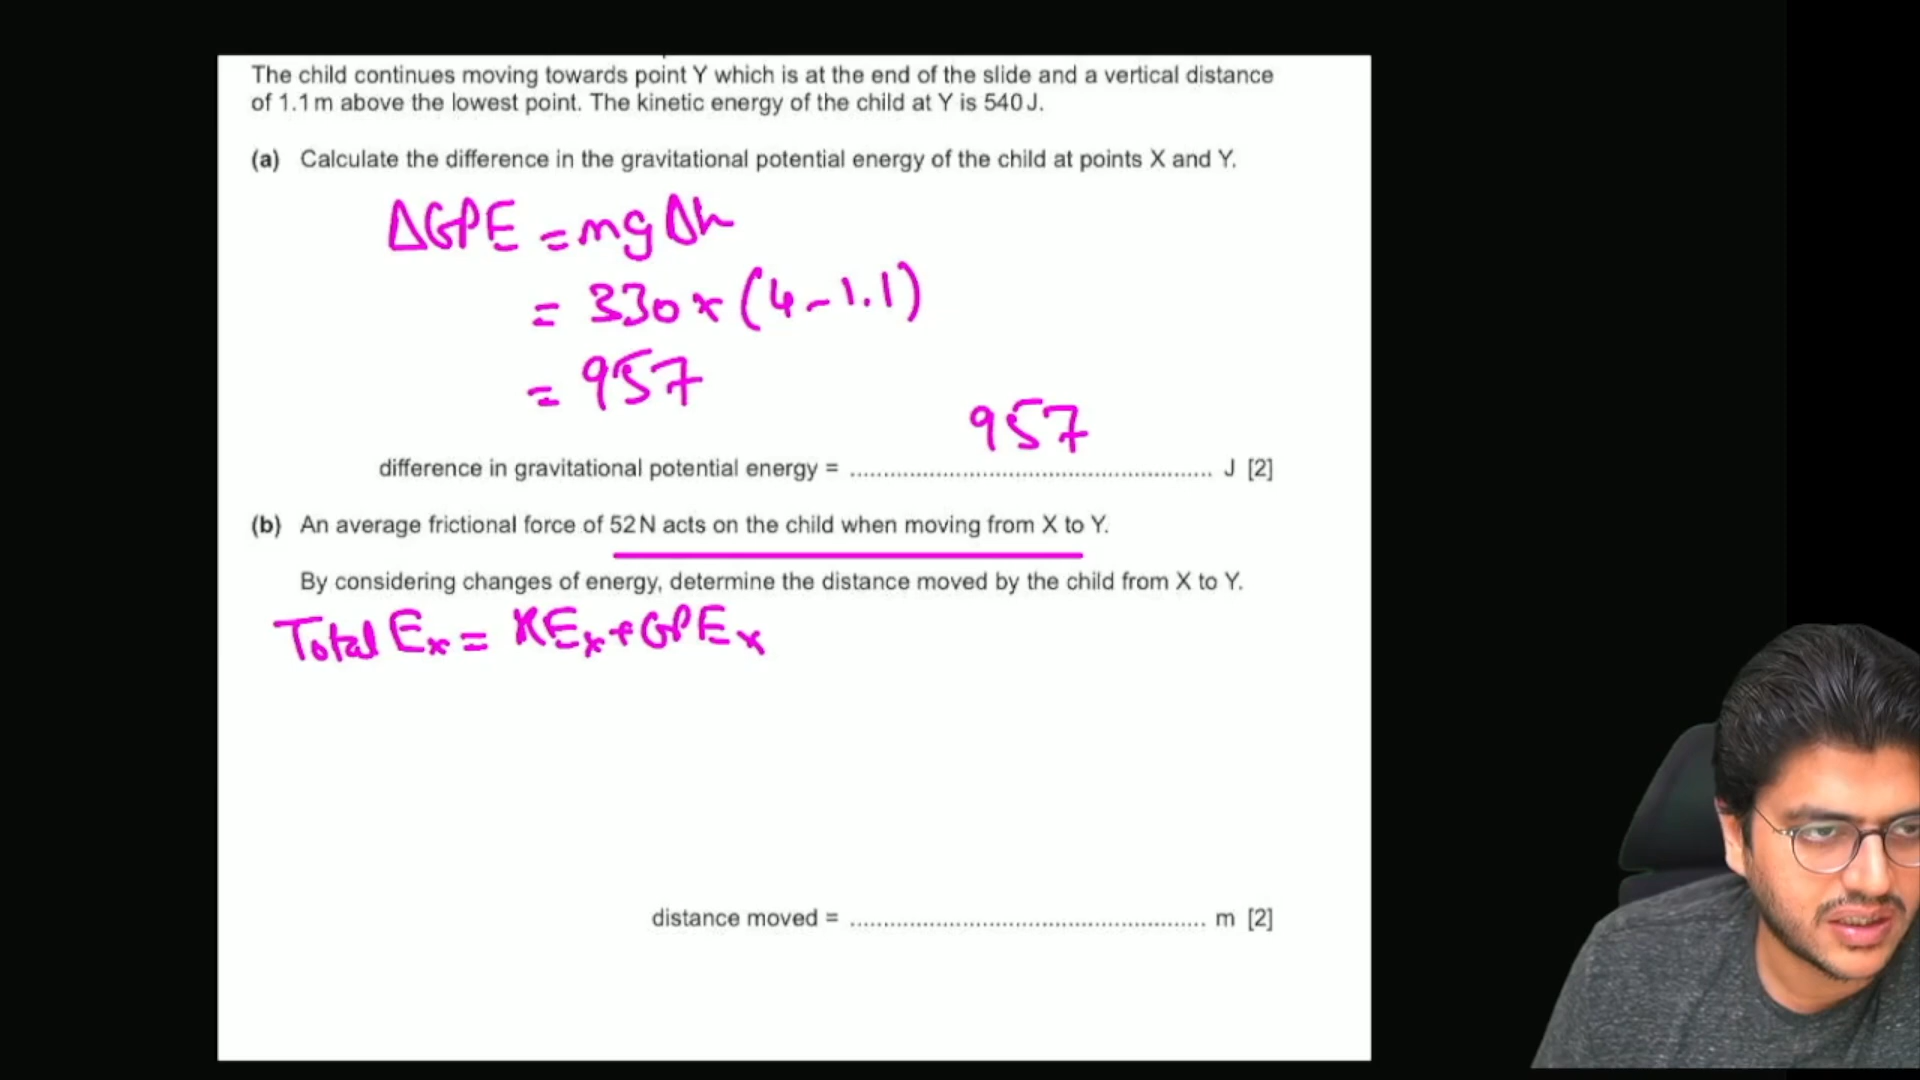 The child continues moving towards point Y which is at the end of the slide and a vertical distance
of 1.1 m above the lowest point. The kinetic energy of the child at Y is 540 J.
(a) Calculate the difference in the gravitational potential energy of the child at points X and Y.
ΔGPE = mgΔh
= 330 × (4-1.1)
= 957
957
difference in gravitational potential energy = .................................................. J [2]
(b) An average frictional force of 52 N acts on the child when moving from X to Y.
By considering changes of energy, determine the distance moved by the child from X to Y.
Total Ex = KEx + GPEx
distance moved = .................................................. m [2]